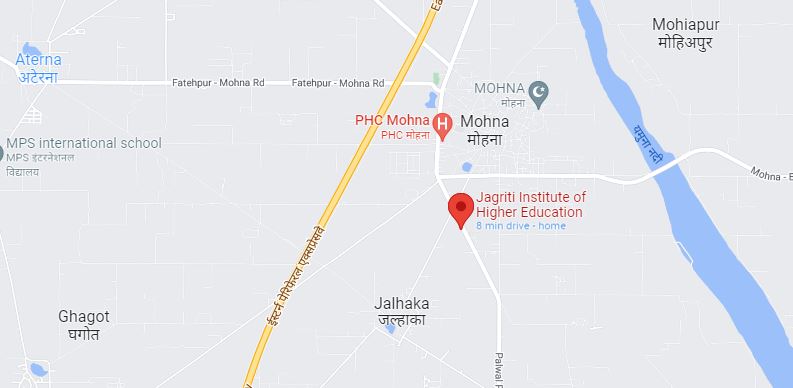 Mohiapur
मोहिअपुर
Aterna
अटेरना
Fatehpur - Mohna Rd
Fatehpur - Mohna Rd
MOHNA
मोहना
PHC Mohna
PHC मोहना
Mohna
मोहना
MPS international school
MPS इंटरनेशनल
विद्यालय
यमुना नदी
Mohna - B
Jagriti Institute of
Higher Education
8 min drive - home
ईस्टर्न पेरिफेरल एक्सप्रेसवे
Ghagot
घगोत
Jalhaka
जल्हाका
Palwal R